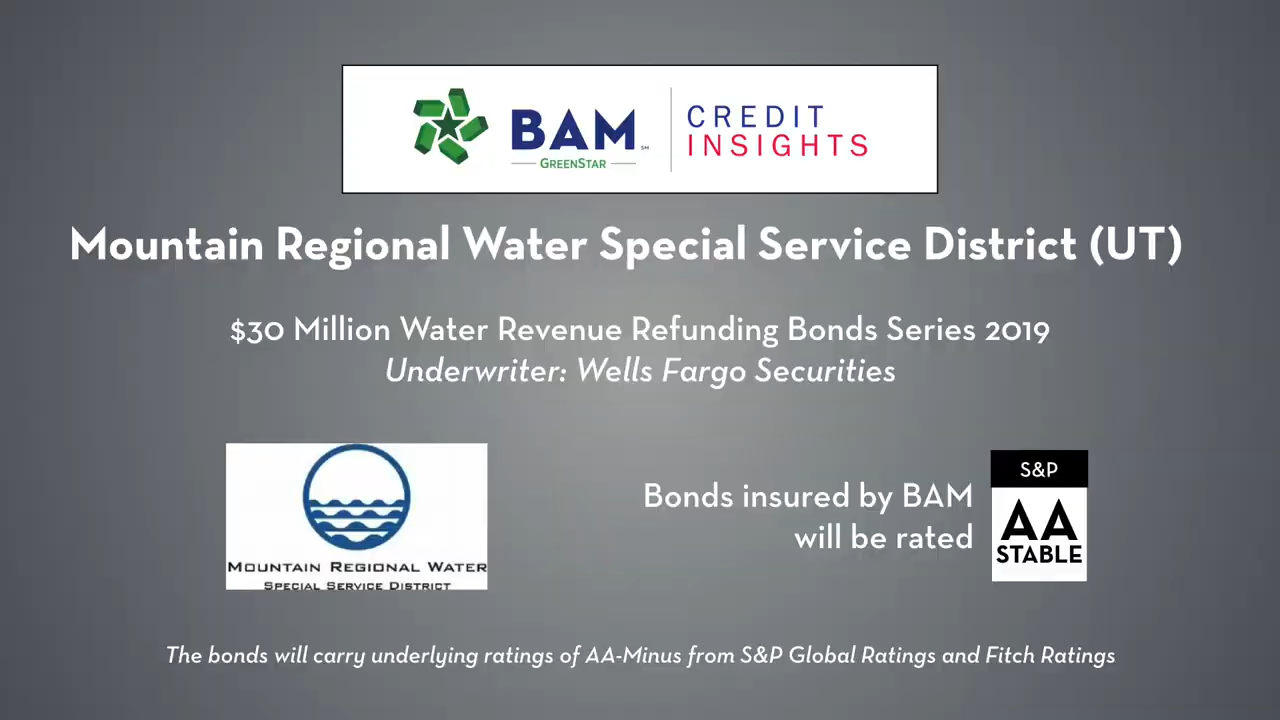 BAM SM
GREENSTAR
CREDIT
INSIGHTS
Mountain Regional Water Special Service District (UT)
$30 Million Water Revenue Refunding Bonds Series 2019
Underwriter: Wells Fargo Securities
MOUNTAIN REGIONAL WATER
SPECIAL SERVICE DISTRICT
Bonds insured by BAM
will be rated
S&P
AA
STABLE
The bonds will carry underlying ratings of AA-Minus from S&P Global Ratings and Fitch Ratings